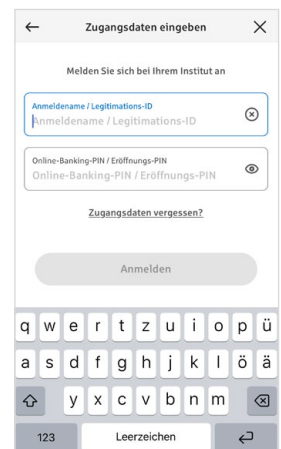 Zugangsdaten eingeben
Melden Sie sich bei Ihrem Institut an
Anmeldename / Legitimations-ID
Anmeldename / Legitimations-ID
Online-Banking-PIN / Eröffnungs-PIN
Online-Banking-PIN / Eröffnungs-PIN
Zugangsdaten vergessen?
Anmelden
q w e r t z u i o p ü
a s d f g h j k l ö ä
y x c v b n m
123 Leerzeichen